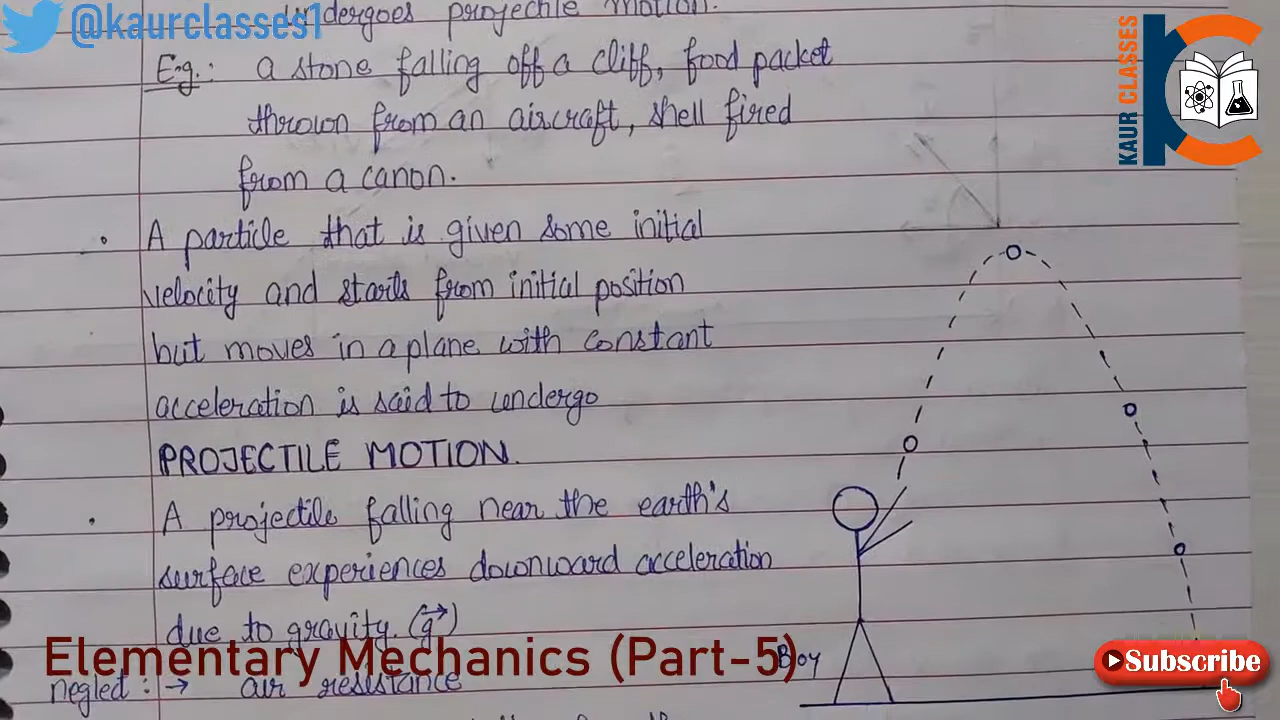 @kaurclasses1
undergoes projectile motion.
E.g.: a stone falling off a cliff, food packet
thrown from an aircraft, shell fired
from a canon.
KAUR CLASSES
• A particle that is given some initial
velocity and starts from initial position
but moves in a plane with constant
acceleration is said to undergo
PROJECTILE MOTION.
• A projectile falling near the earth's
surface experiences downward acceleration
due to gravity. (g→)
Elementary Mechanics (Part-5)
Boy
Subscribe
neglect : → air resistance